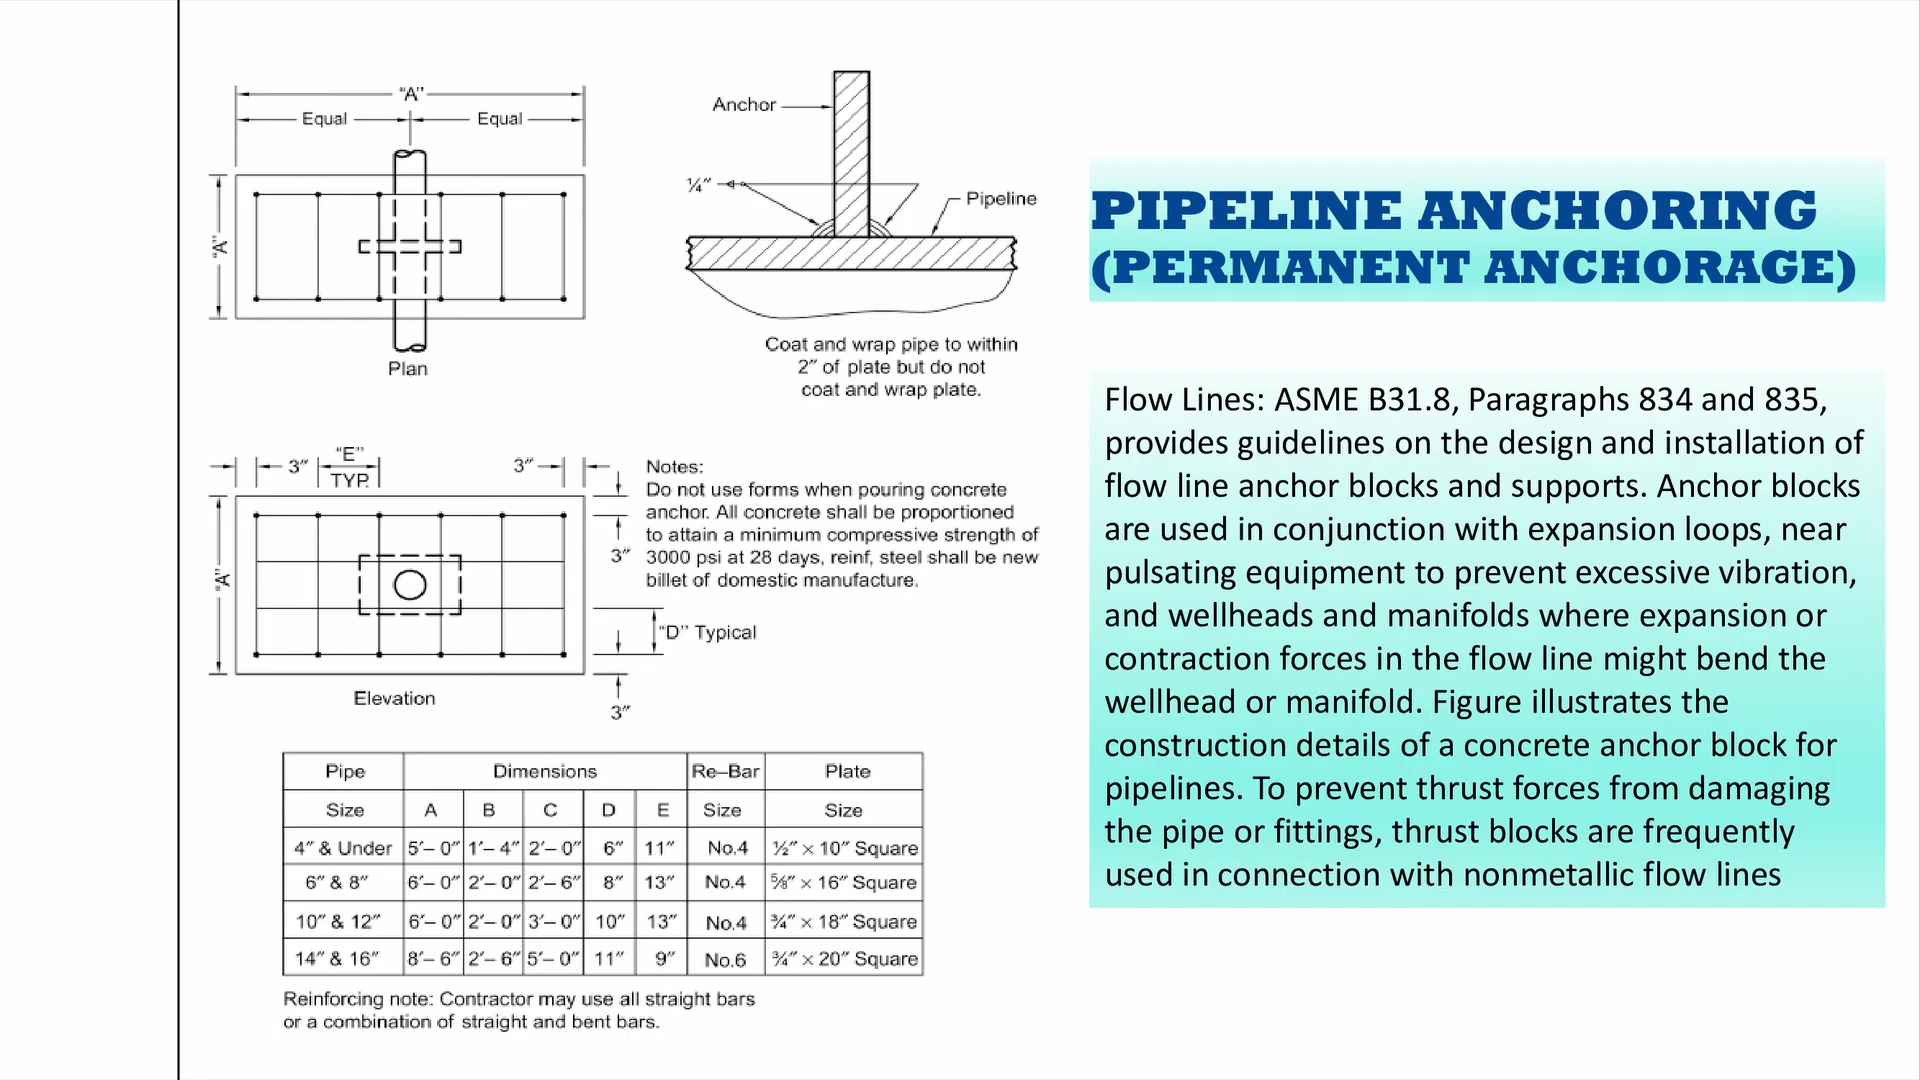 “A”
Equal
Equal
“A”
Plan
Anchor
¼″
Pipeline
Coat and wrap pipe to within
2″ of plate but do not
coat and wrap plate.
PIPELINE ANCHORING
(PERMANENT ANCHORAGE)
Flow Lines: ASME B31.8, Paragraphs 834 and 835,
provides guidelines on the design and installation of
flow line anchor blocks and supports. Anchor blocks
are used in conjunction with expansion loops, near
pulsating equipment to prevent excessive vibration,
and wellheads and manifolds where expansion or
contraction forces in the flow line might bend the
wellhead or manifold. Figure illustrates the
construction details of a concrete anchor block for
pipelines. To prevent thrust forces from damaging
the pipe or fittings, thrust blocks are frequently
used in connection with nonmetallic flow lines
3″
“E”
TYP.
3″
“A”
3″
“D” Typical
3″
Elevation
Notes:
Do not use forms when pouring concrete
anchor. All concrete shall be proportioned
to attain a minimum compressive strength of
3000 psi at 28 days, reinf, steel shall be new
billet of domestic manufacture.
Pipe Dimensions Re–Bar Plate
Size A B C D E Size Size
4″ & Under 5′– 0″ 1′– 4″ 2′– 0″ 6″ 11″ No.4 ½″ × 10″ Square
6″ & 8″ 6′– 0″ 2′– 0″ 2′– 6″ 8″ 13″ No.4 ⅝″ × 16″ Square
10″ & 12″ 6′– 0″ 2′– 0″ 3′– 0″ 10″ 13″ No.4 ¾″ × 18″ Square
14″ & 16″ 8′– 6″ 2′– 6″ 5′– 0″ 11″ 9″ No.6 ¾″ × 20″ Square
Reinforcing note: Contractor may use all straight bars
or a combination of straight and bent bars.